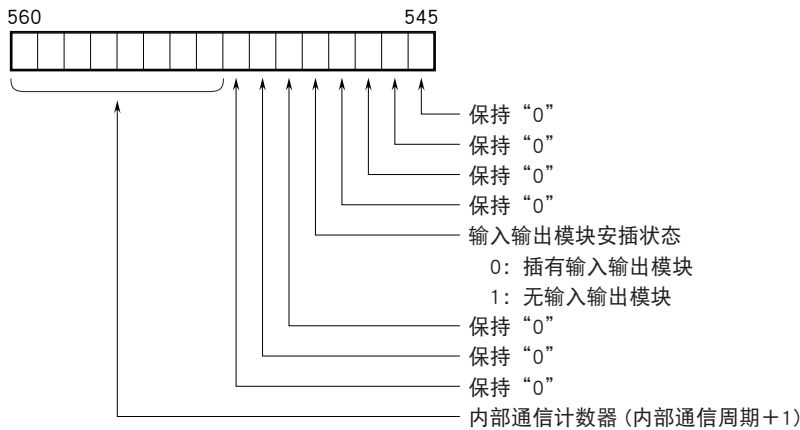 560 545
保持“0”
保持“0”
保持“0”
保持“0”
输入输出模块安插状态
0：插有输入输出模块
1：无输入输出模块
保持“0”
保持“0”
保持“0”
内部通信计数器（内部通信周期＋1）